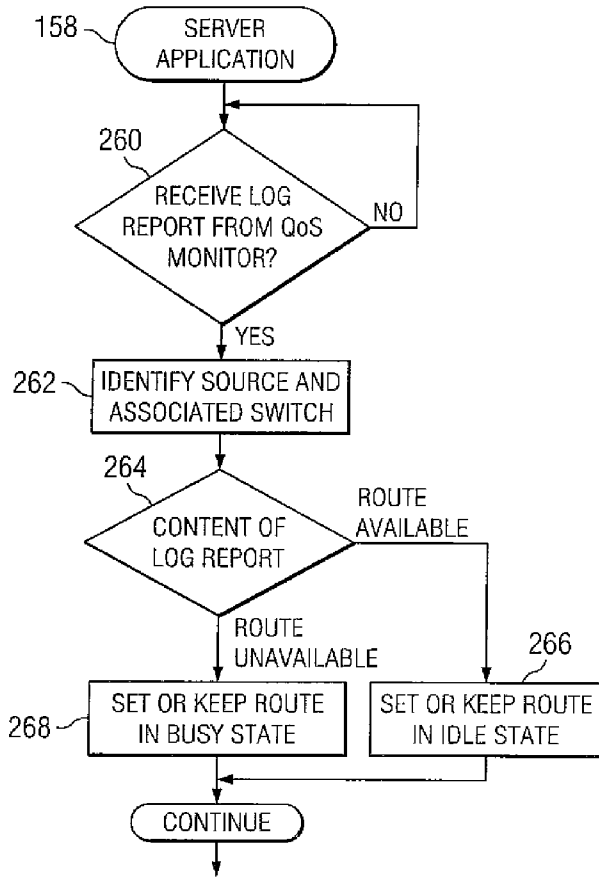 158
SERVER
APPLICATION
260
RECEIVE LOG
REPORT FROM QoS
MONITOR?
NO
YES
262
IDENTIFY SOURCE AND
ASSOCIATED SWITCH
264
CONTENT OF
LOG REPORT
ROUTE
AVAILABLE
ROUTE
UNAVAILABLE
266
268
SET OR KEEP ROUTE
IN BUSY STATE
SET OR KEEP ROUTE
IN IDLE STATE
CONTINUE